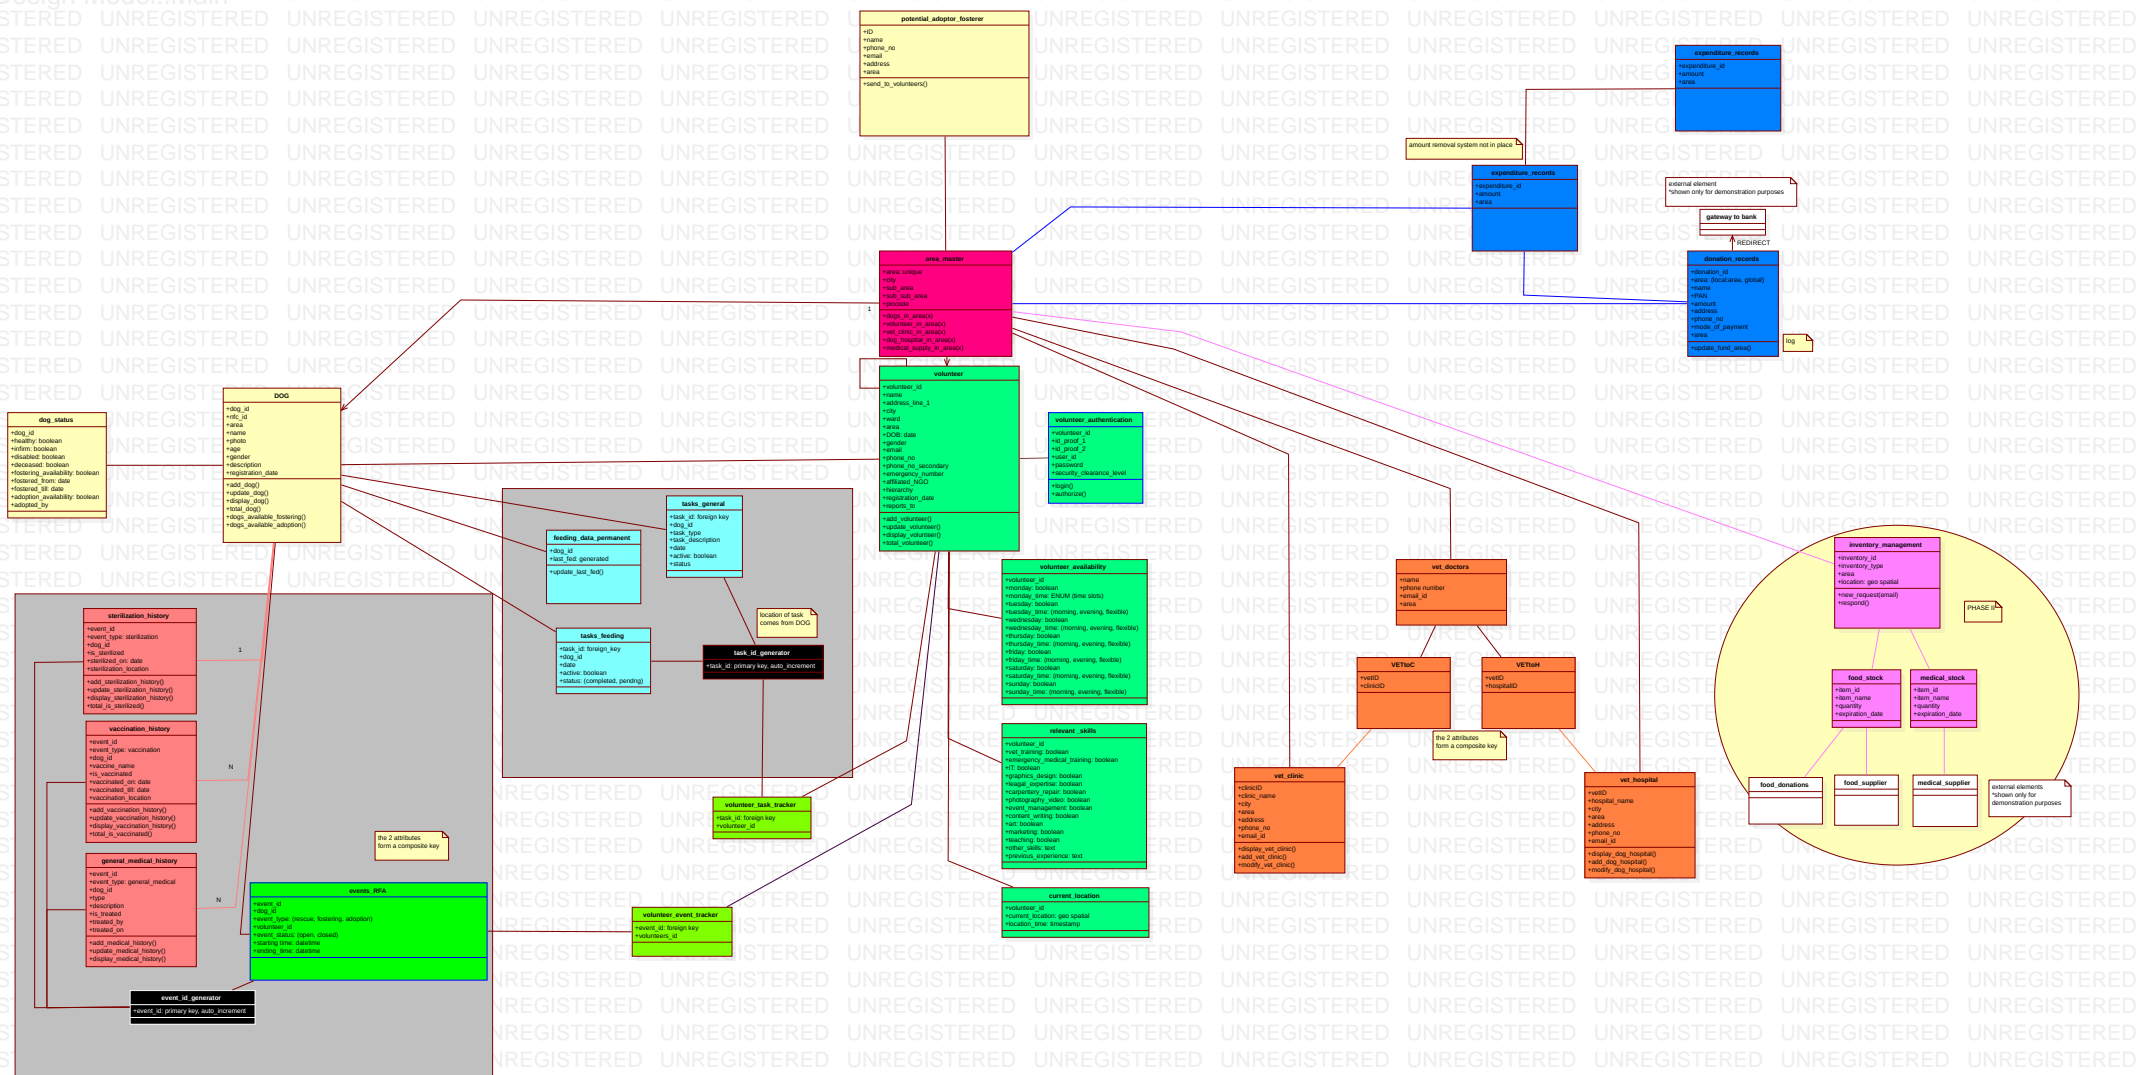 Design Model::Main
UNREGISTERED
potential_adoptor_fosterer
+ID
+name
+phone_no
+email
+address
+area
+send_to_volunteers()
expenditure_records
+expenditure_id
+amount
+area
amount removal system not in place
expenditure_records
+expenditure_id
+amount
+area
external element
*shown only for demonstration purposes
gateway to bank
REDIRECT
donation_records
+donation_id
+area: (local:area, global)
+name
+PAN
+amount
+address
+phone_no
+mode_of_payment
+area
+update_fund_area()
log
area_master
+area: unique
+city
+sub_area
+sub_sub_area
+pincode
+dogs_in_area(x)
+volunteer_in_area(x)
+vet_clinic_in_area(x)
+dog_hospital_in_area(x)
+medical_supply_in_area(x)
1
volunteer
+volunteer_id
+name
+address_line_1
+city
+ward
+area
+DOB: date
+gender
+email
+phone_no
+phone_no_secondary
+emergency_number
+affiliated_NGO
+hierarchy
+registration_date
+reports_to
+add_volunteer()
+update_volunteer()
+display_volunteer()
+total_volunteer()
volunteer_authentication
+volunteer_id
+id_proof_1
+id_proof_2
+user_id
+password
+security_clearance_level
+login()
+authorize()
DOG
+dog_id
+nfc_id
+area
+name
+photo
+age
+gender
+description
+registration_date
+add_dog()
+update_dog()
+display_dog()
+total_dog()
+dogs_available_fostering()
+dogs_available_adoption()
dog_status
+dog_id
+healthy: boolean
+infirm: boolean
+disabled: boolean
+deceased: boolean
+fostering_availability: boolean
+fostered_from: date
+fostered_till: date
+adoption_availability: boolean
+adopted_by
tasks_general
+task_id: foreign key
+dog_id
+task_type
+task_description
+date
+active: boolean
+status
feeding_data_permanent
+dog_id
+last_fed: generated
+update_last_fed()
location of task
comes from DOG
tasks_feeding
+task_id: foreign_key
+dog_id
+date
+active: boolean
+status: (completed, pendng)
task_id_generator
+task_id: primary key, auto_increment
volunteer_availability
+volunteer_id
+monday: boolean
+monday_time: ENUM (time slots)
+tuesday: boolean
+tuesday_time: (morning, evening, flexible)
+wednesday: boolean
+wednesday_time: (morning, evening, flexible)
+thursday: boolean
+thursday_time: (morning, evening, flexible)
+friday: boolean
+friday_time: (morning, evening, flexible)
+saturday: boolean
+saturday_time: (morning, evening, flexible)
+sunday: boolean
+sunday_time: (morning, evening, flexible)
vet_doctors
+name
+phone number
+email_id
+area
VETtoC
+vetID
+clinicID
VETtoH
+vetID
+hospitalID
the 2 attributes
form a composite key
inventory_management
+inventory_id
+inventory_type
+area
+location: geo spatial
+new_request(email)
+respond()
PHASE II
food_stock
+item_id
+item_name
+quantity
+expiration_date
medical_stock
+item_id
+item_name
+quantity
+expiration_date
food_donations
food_supplier
medical_supplier
external elements
*shown only for
demonstration purposes
sterilization_history
+event_id
+event_type: sterilization
+dog_id
+is_sterilized
+sterilized_on: date
+sterilization_location
+add_sterilization_history()
+update_sterilization_history()
+display_sterilization_history()
+total_is_sterilized()
1
vaccination_history
+event_id
+event_type: vaccination
+dog_id
+vaccine_name
+is_vaccinated
+vaccinated_on: date
+vaccinated_till: date
+vaccination_location
+add_vaccination_history()
+update_vaccination_history()
+display_vaccination_history()
+total_is_vaccinated()
N
general_medical_history
+event_id
+event_type: general_medical
+dog_id
+type
+description
+is_treated
+treated_by
+treated_on
+add_medical_history()
+update_medical_history()
+display_medical_history()
N
the 2 attributes
form a composite key
events_RFA
+event_id
+dog_id
+event_type: (rescue, fostering, adoption)
+volunteer_id
+event_status: (open, closed)
+starting time: datetime
+ending_time: datetime
event_id_generator
+event_id: primary key, auto_increment
volunteer_task_tracker
+task_id: foreign key
+volunteer_id
volunteer_event_tracker
+event_id: foreign key
+volunteers_id
relevant _skills
+volunteer_id
+vet_training: boolean
+emergency_medical_training: boolean
+IT: boolean
+graphics_design: boolean
+leagal_expertise: boolean
+carpentery_repair: boolean
+photography_video: boolean
+event_management: boolean
+content_writing: boolean
+art: boolean
+marketing: boolean
+teaching: boolean
+other_skills: text
+previous_experience: text
current_location
+volunteer_id
+current_location: geo spatial
+location_time: timestamp
vet_clinic
+clinicID
+clinic_name
+city
+area
+address
+phone_no
+email_id
+display_vet_clinic()
+add_vet_clinic()
+modify_vet_clinic()
vet_hospital
+vetID
+hospital_name
+city
+area
+address
+phone_no
+email_id
+display_dog_hospital()
+add_dog_hospital()
+modify_dog_hospital()